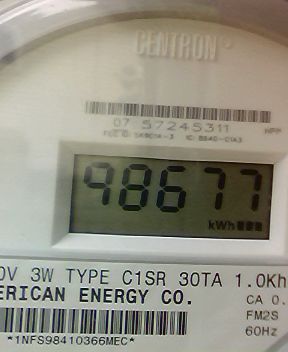 CENTRON®
07 57245311
98677
kWh
0V 3W TYPE C1SR 30TA 1.0Kh
ERICAN ENERGY CO. CA 0.
FM2S
*1NFS98410366MEC* 60Hz